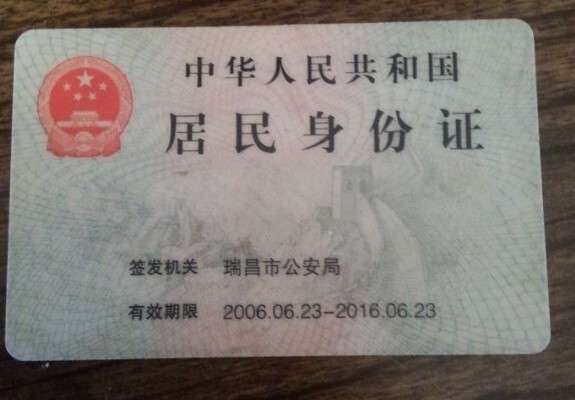 中华人民共和国
居民身份证
签发机关 瑞昌市公安局
有效期限 2006.06.23-2016.06.23